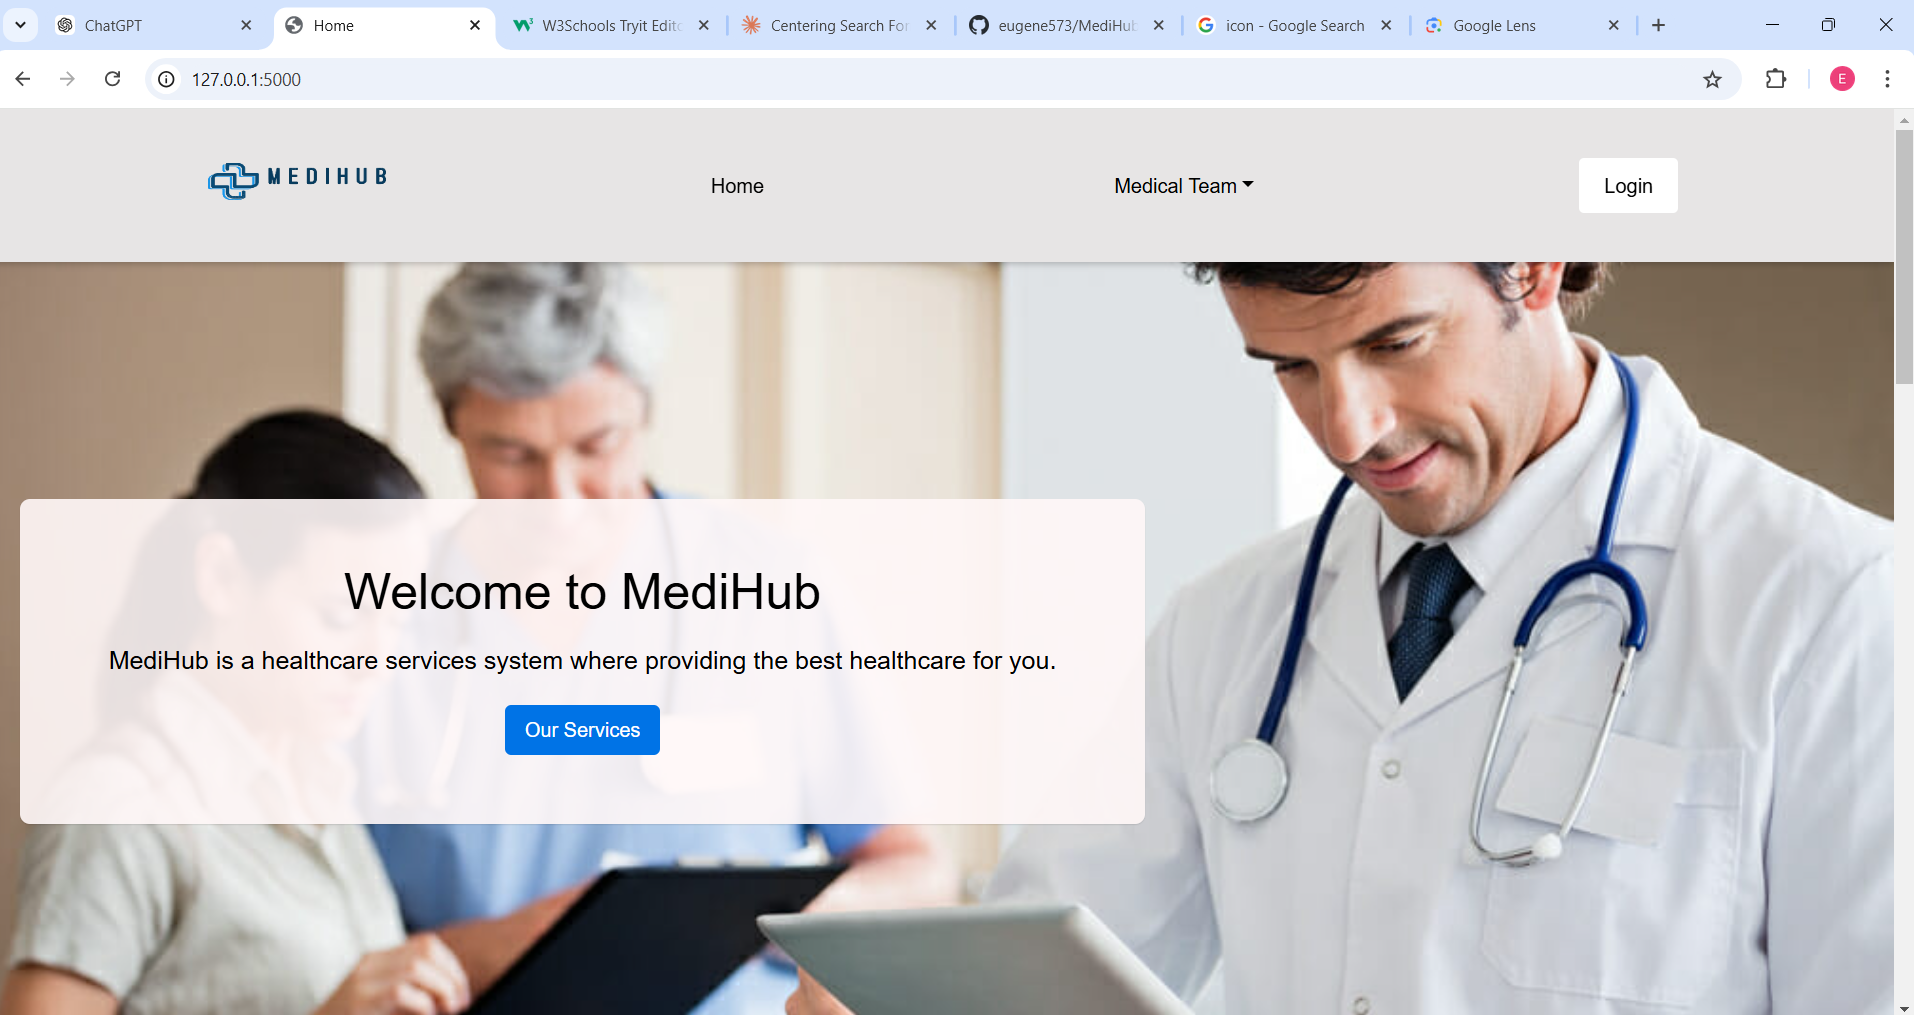 ChatGPT
Home
W3Schools Tryit Edito
Centering Search For
eugene573/MediHub
icon - Google Search
Google Lens
127.0.0.1:5000
E
MEDIHUB
Home
Medical Team
Login
Welcome to MediHub
MediHub is a healthcare services system where providing the best healthcare for you.
Our Services